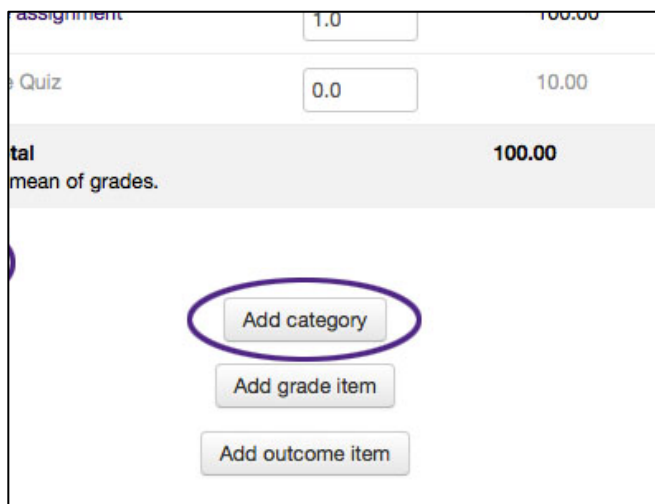 assignment 1.0 100.00
Quiz 0.0 10.00
tal 100.00
mean of grades.
Add category
Add grade item
Add outcome item